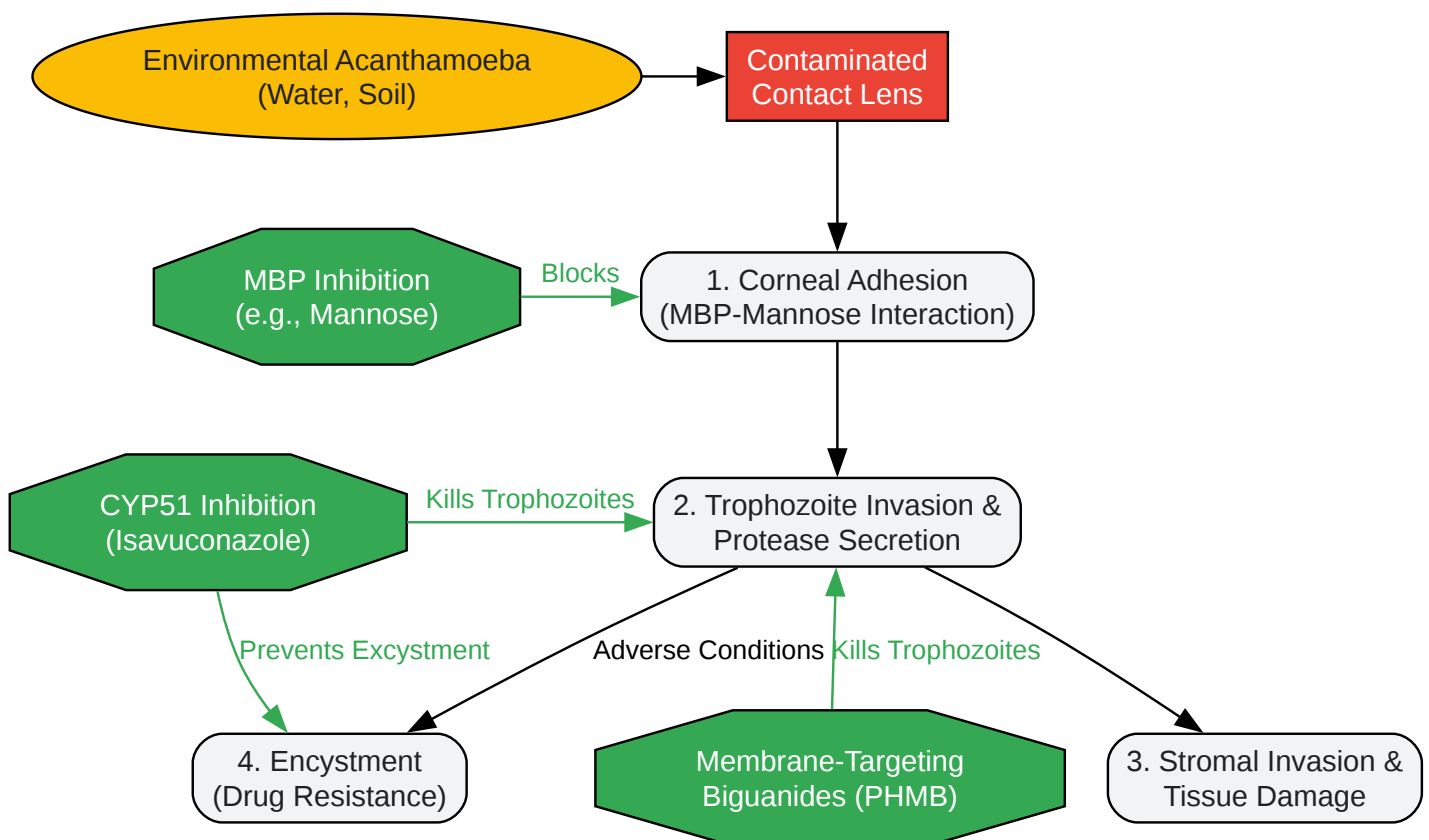 Environmental Acanthamoeba
(Water, Soil)
Contaminated
Contact Lens
MBP Inhibition
(e.g., Mannose)
Blocks
1. Corneal Adhesion
(MBP-Mannose Interaction)
CYP51 Inhibition
(Isavuconazole)
Kills Trophozoites
2. Trophozoite Invasion &
Protease Secretion
Prevents Excystment
Adverse Conditions
Kills Trophozoites
4. Encystment
(Drug Resistance)
Membrane-Targeting
Biguanides (PHMB)
3. Stromal Invasion &
Tissue Damage